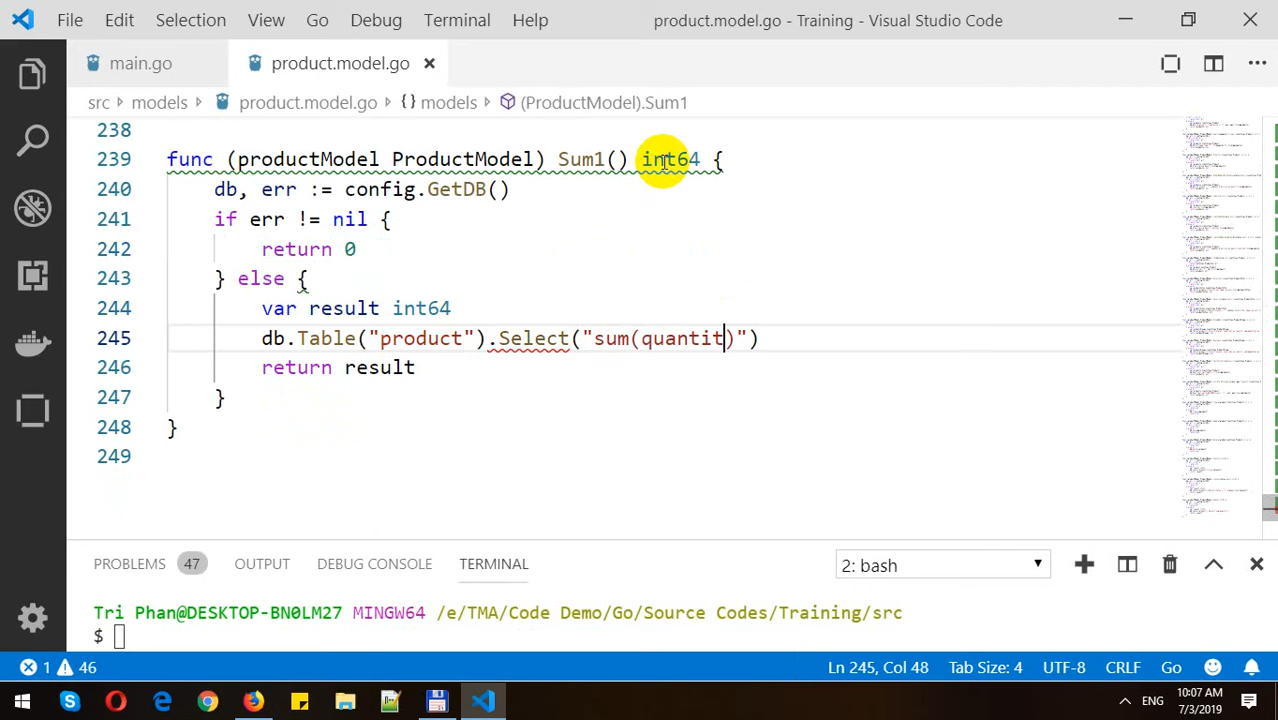 File Edit Selection View Go Debug Terminal Help product.model.go - Training - Visual Studio Code
main.go product.model.go
src > models > product.model.go > {} models > (ProductModel).Sum1
238
239 func (productModel ProductModel) Sum1() int64 {
240 db, err := config.GetDB()
241 if err != nil {
242 return 0
243 } else {
244 var result int64
245 db.Table("product").select("sum(quantit)")
246 return result
247 }
248 }
249
PROBLEMS 47 OUTPUT DEBUG CONSOLE TERMINAL 2: bash
Tri Phan@DESKTOP-BN0LM27 MINGW64 /e/TMA/Code Demo/Go/Source Codes/Training/src
$
1 46 Ln 245, Col 48 Tab Size: 4 UTF-8 CRLF Go
ENG 10:07 AM
7/3/2019